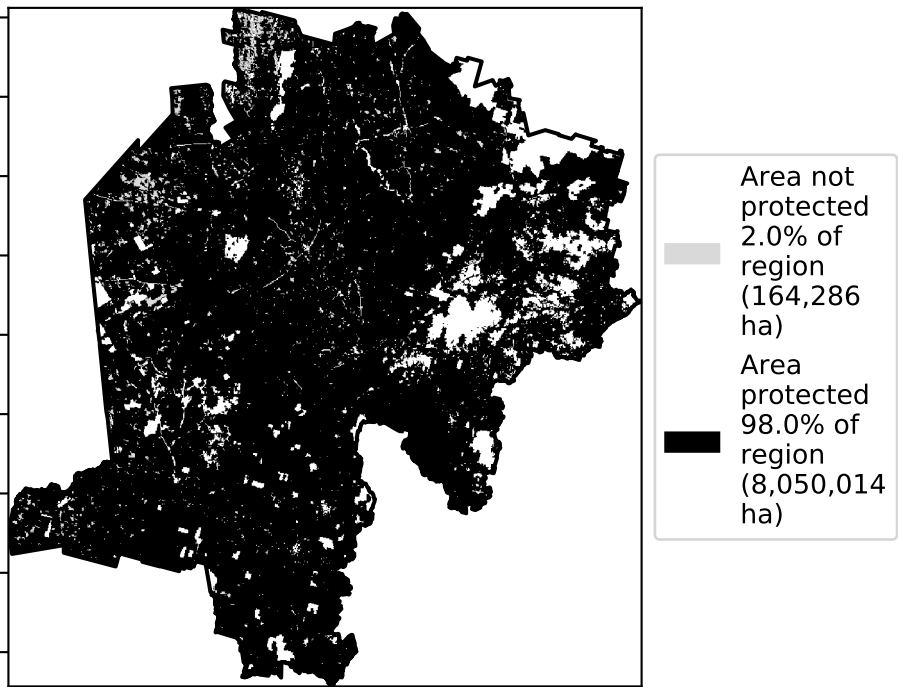 Area not
protected
2.0% of
region
(164,286
ha)
Area
protected
98.0% of
region
(8,050,014
ha)